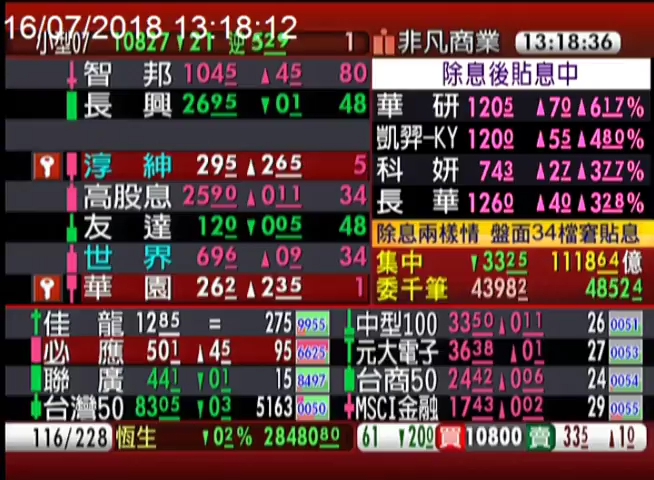 16/07/2018 13:18:12
小型07 10827 ▼21 逆529 1
非凡商業 13:18:36
智邦 1045 ▲45 80
除息後貼息中
長興 2695 ▼01 48
華研 1205 ▲70 ▲617%
凱羿-KY 1200 ▲55 ▲480%
淳紳 295 ▲265 5
科妍 743 ▲27 ▲377%
高股息 2590 ▲011 34
長華 1260 ▲40 ▲328%
友達 120 ▼005 48
除息兩樣情 盤面34檔窘貼息
世界 696 ▲09 34
集中 ▼3325 111864億
華園 262 ▲235 1
委千筆 43982 48524
佳龍 1285 = 275 9955
中型100 3350 ▲011 26 0051
必應 501 ▲45 95 6625
元大電子 3638 ▲01 27 0053
聯廣 441 ▼01 15 8497
台商50 2442 ▲006 24 0054
台灣50 8305 ▼03 5163 0050
MSCI金融 1743 ▲002 29 0055
116/228 恆生 ▼02% 2848080
61 ▼200 買 10800 賣 335 ▲10